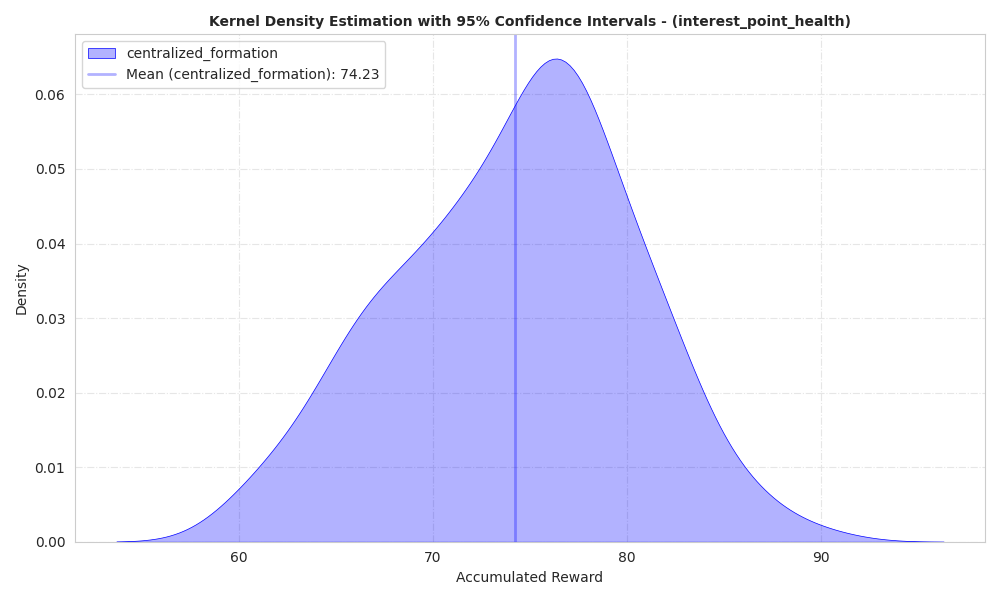 Kernel Density Estimation with 95% Confidence Intervals - (interest_point_health)
centralized_formation
Mean (centralized_formation): 74.23
0.06
0.05
0.04
0.03
0.02
0.01
0.00
Density
60
70
80
90
Accumulated Reward